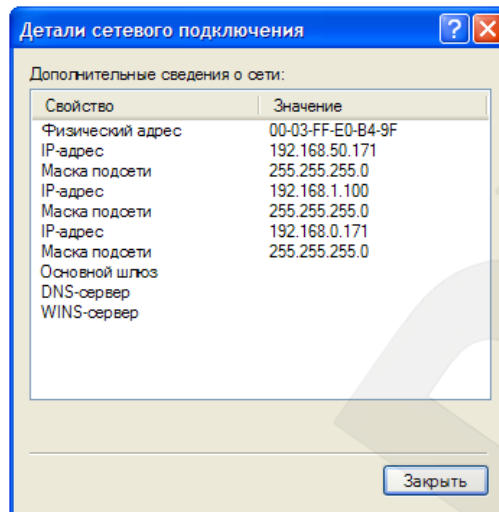 Детали сетевого подключения
Дополнительные сведения о сети:
Свойство Значение
Физический адрес 00-03-FF-E0-B4-9F
IP-адрес 192.168.50.171
Маска подсети 255.255.255.0
IP-адрес 192.168.1.100
Маска подсети 255.255.255.0
IP-адрес 192.168.0.171
Маска подсети 255.255.255.0
Основной шлюз
DNS-сервер
WINS-сервер
Закрыть